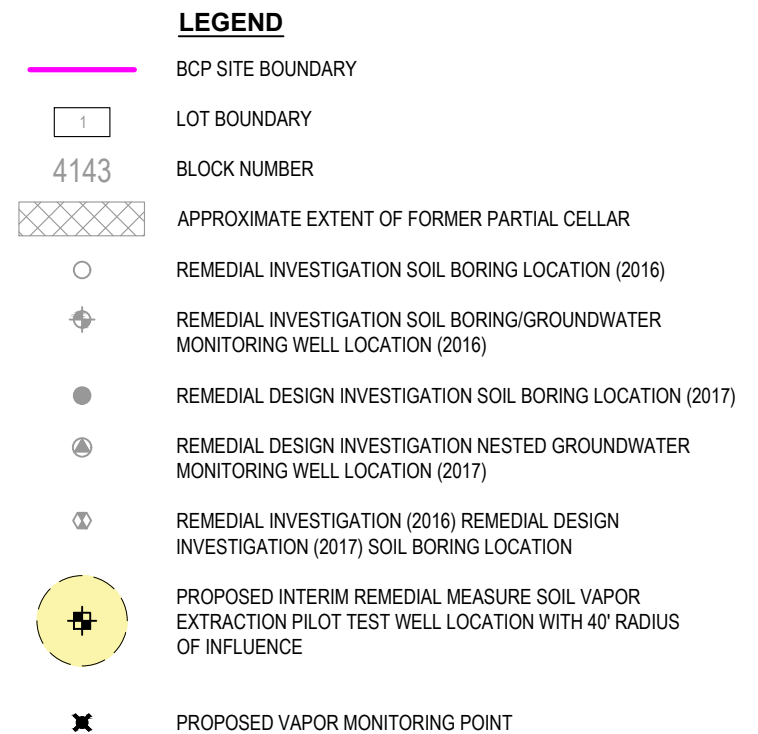 LEGEND
BCP SITE BOUNDARY
1
LOT BOUNDARY
4143
BLOCK NUMBER
APPROXIMATE EXTENT OF FORMER PARTIAL CELLAR
REMEDIAL INVESTIGATION SOIL BORING LOCATION (2016)
REMEDIAL INVESTIGATION SOIL BORING/GROUNDWATER
MONITORING WELL LOCATION (2016)
REMEDIAL DESIGN INVESTIGATION SOIL BORING LOCATION (2017)
REMEDIAL DESIGN INVESTIGATION NESTED GROUNDWATER
MONITORING WELL LOCATION (2017)
REMEDIAL INVESTIGATION (2016) REMEDIAL DESIGN
INVESTIGATION (2017) SOIL BORING LOCATION
PROPOSED INTERIM REMEDIAL MEASURE SOIL VAPOR
EXTRACTION PILOT TEST WELL LOCATION WITH 40' RADIUS
OF INFLUENCE
PROPOSED VAPOR MONITORING POINT